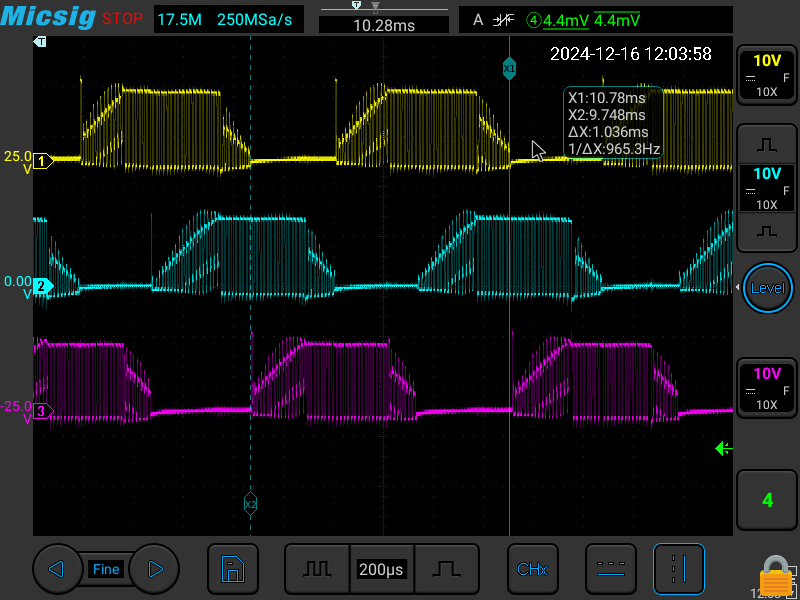 Micsig STOP 17.5M 250MSa/s T 10.28ms A 4 4.4mV 4.4mV
T
2024-12-16 12:03:58
X1
X1:10.78ms
X2:9.748ms
ΔX:1.036ms
1/ΔX:965.3Hz
25.0 V 1
0.00 V 2
-25.0 V 3
X2
10V
F
10X
10V
F
10X
Level
10V
F
10X
4
Fine 200μs CHx